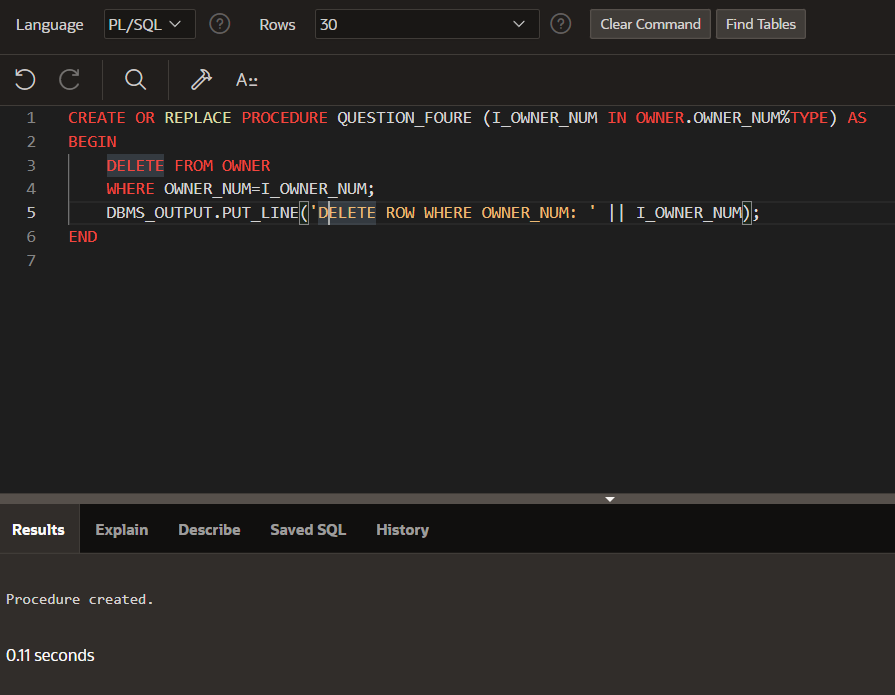 Language PL/SQL ? Rows 30 ? Clear Command Find Tables
A::
1 CREATE OR REPLACE PROCEDURE QUESTION_FOURE (I_OWNER_NUM IN OWNER.OWNER_NUM%TYPE) AS
2 BEGIN
3     DELETE FROM OWNER
4     WHERE OWNER_NUM=I_OWNER_NUM;
5     DBMS_OUTPUT.PUT_LINE('DELETE ROW WHERE OWNER_NUM: ' || I_OWNER_NUM);
6 END
7
Results Explain Describe Saved SQL History
Procedure created.
0.11 seconds